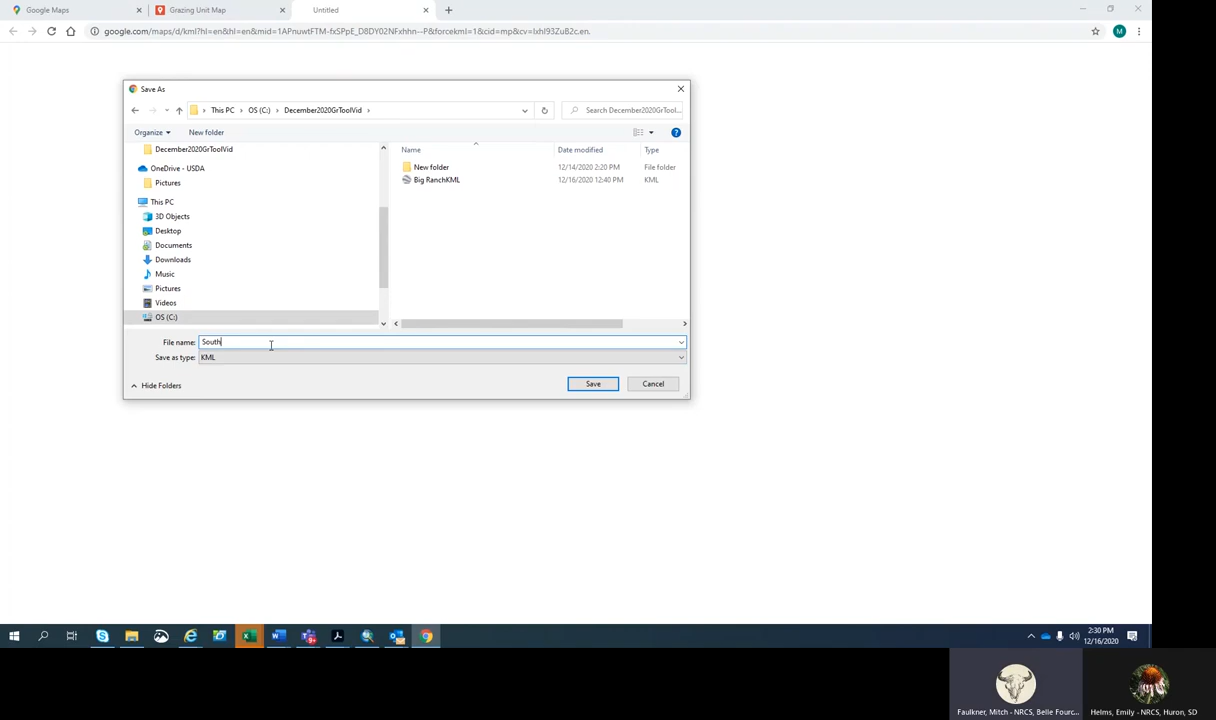 Google Maps
Grazing Unit Map
Untitled
google.com/maps/d/kml?hl=en&hl=en&mid=1APnuwtFTM-fxSPpE_DBDY02NFxhhn--P&forcekml=1&cid=mp&cv=lxhI93ZuB2c.en.
M
Save As
This PC
OS (C:)
December2020GrToolVid
Search December2020GrTool...
Organize
New folder
December2020GrToolVid
OneDrive - USDA
Pictures
This PC
3D Objects
Desktop
Documents
Downloads
Music
Pictures
Videos
OS (C:)
Name
Date modified
Type
New folder
12/14/2020 2:20 PM
File folder
Big RanchKML
12/16/2020 12:40 PM
KML
File name:
South
Save as type:
KML
Hide Folders
Save
Cancel
9+
2:30 PM
12/16/2020
Faulkner, Mitch - NRCS, Belle Fourc...
Helms, Emily - NRCS, Huron, SD